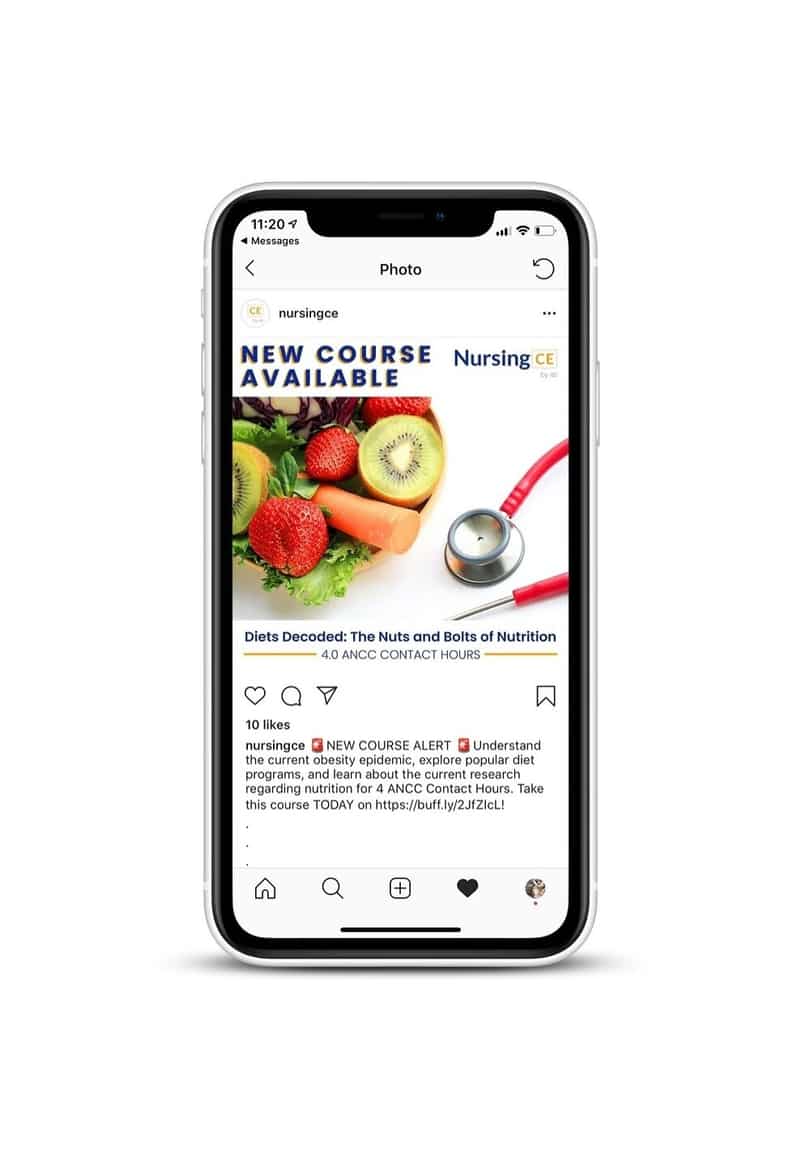 11:20
◀ Messages
Photo
CE
nursingce
NEW COURSE
AVAILABLE
Nursing CE
by ID
Diets Decoded: The Nuts and Bolts of Nutrition
4.0 ANCC CONTACT HOURS
10 likes
nursingce 🚨NEW COURSE ALERT 🚨Understand
the current obesity epidemic, explore popular diet
programs, and learn about the current research
regarding nutrition for 4 ANCC Contact Hours. Take
this course TODAY on https://buff.ly/2JfZIcL!
.
.
.